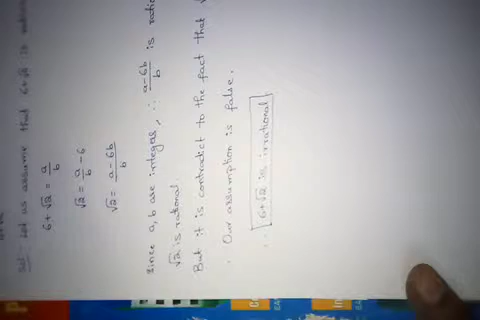 Sol:- Let us assume that 6+√2 is
6+√2 = a/b
√2 = a/b - 6
√2 = a-6b/b
Since a, b are integers, ∴ a-6b/b is
√2 is rational
But it is contradict to the fact that
Our assumption is false.
∴ 6+√2 is irrational